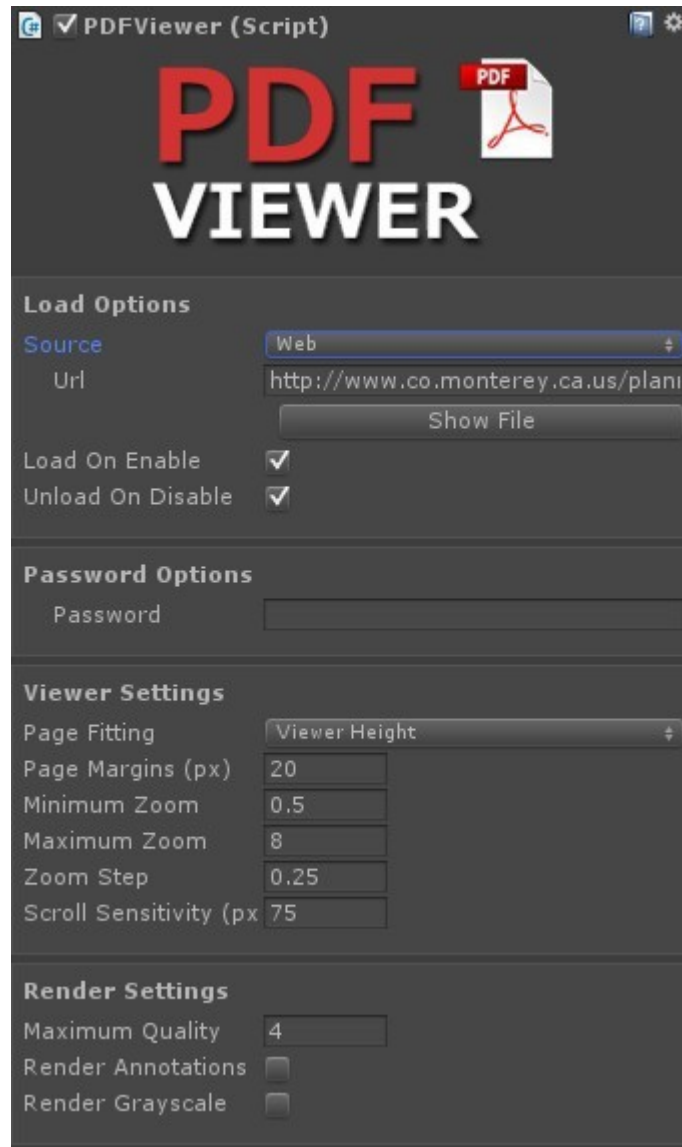 PDFViewer (Script)
PDF
PDF
VIEWER
Load Options
Source Web
Url http://www.co.monterey.ca.us/plan
Show File
Load On Enable
Unload On Disable
Password Options
Password
Viewer Settings
Page Fitting Viewer Height
Page Margins (px) 20
Minimum Zoom 0.5
Maximum Zoom 8
Zoom Step 0.25
Scroll Sensitivity (px 75
Render Settings
Maximum Quality 4
Render Annotations
Render Grayscale